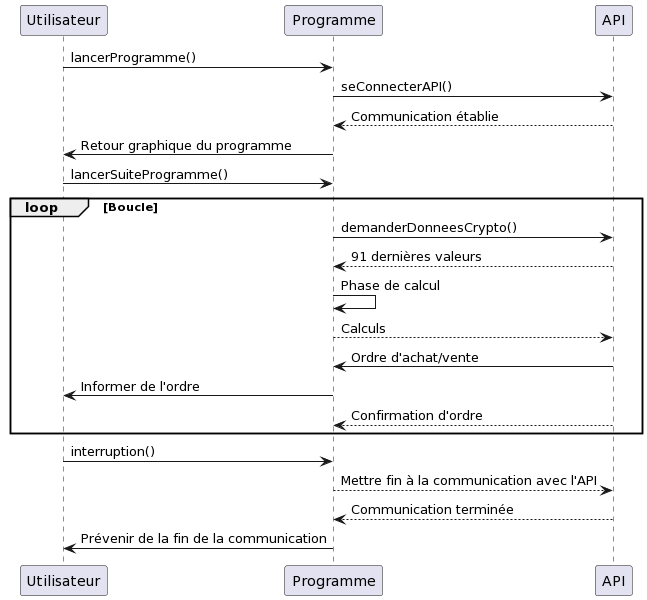 Utilisateur Programme API
lancerProgramme()
seConnecterAPI()
Communication établie
Retour graphique du programme
lancerSuiteProgramme()
loop [Boucle]
demanderDonneesCrypto()
91 dernières valeurs
Phase de calcul
Calculs
Ordre d'achat/vente
Informer de l'ordre
Confirmation d'ordre
interruption()
Mettre fin à la communication avec l'API
Communication terminée
Prévenir de la fin de la communication
Utilisateur Programme API